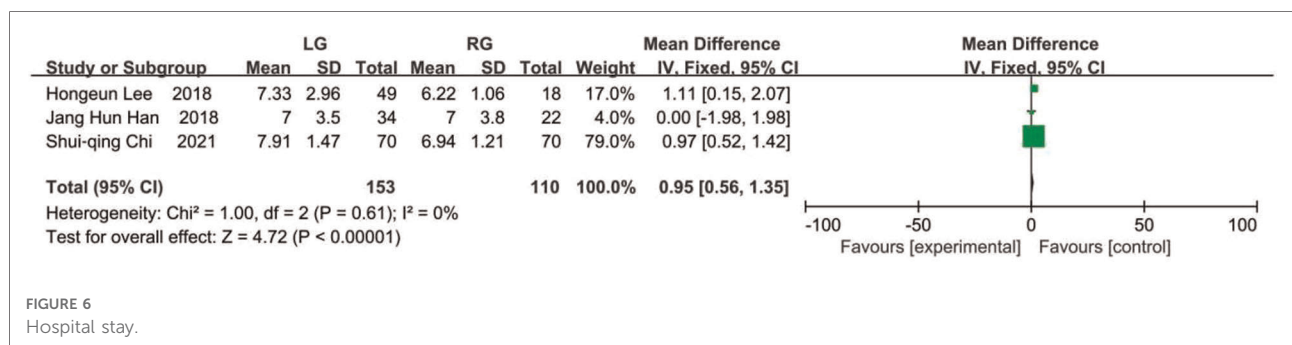 LG RG Mean Difference Mean Difference
Study or Subgroup Mean SD Total Mean SD Total Weight IV, Fixed, 95% CI IV, Fixed, 95% CI
Hongeun Lee 2018 7.33 2.96 49 6.22 1.06 18 17.0% 1.11 [0.15, 2.07]
Jang Hun Han 2018 7 3.5 34 7 3.8 22 4.0% 0.00 [-1.98, 1.98]
Shui-qing Chi 2021 7.91 1.47 70 6.94 1.21 70 79.0% 0.97 [0.52, 1.42]
Total (95% CI) 153 110 100.0% 0.95 [0.56, 1.35]
Heterogeneity: Chi² = 1.00, df = 2 (P = 0.61); I² = 0%
Test for overall effect: Z = 4.72 (P < 0.00001)
-100 -50 0 50 100
Favours [experimental] Favours [control]
FIGURE 6
Hospital stay.